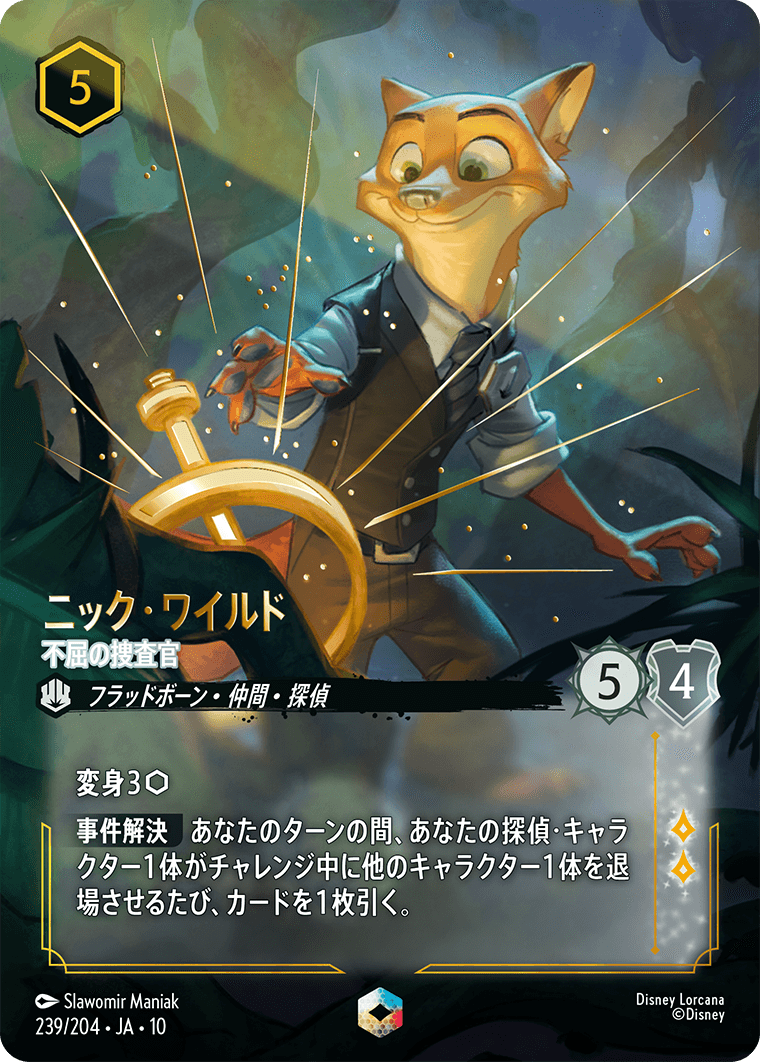 5
ニック・ワイルド
不屈の捜査官
フラッドボーン・仲間・探偵
5
4
変身3
事件解決 あなたのターンの間、あなたの探偵・キャラ
クター1体がチャレンジ中に他のキャラクター1体を退
場させるたび、カードを1枚引く。
Slawomir Maniak
239/204・JA・10
Disney Lorcana
©Disney